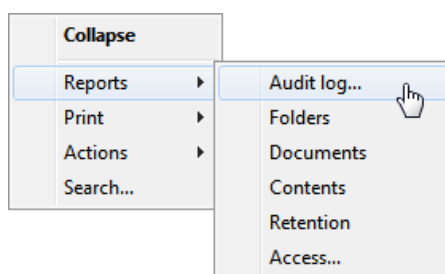 Collapse
Reports
Print
Actions
Search...
Audit log...
Folders
Documents
Contents
Retention
Access...